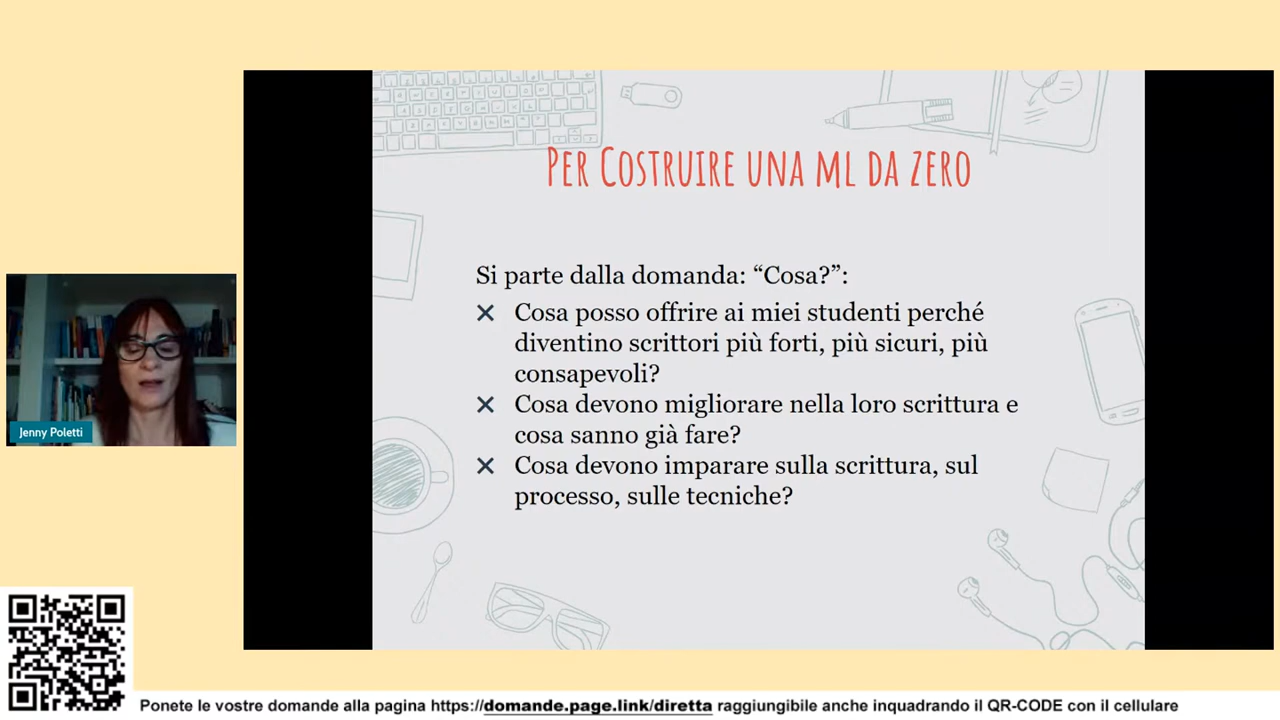 PER COSTRUIRE UNA ML DA ZERO
Si parte dalla domanda: “Cosa?”:
Cosa posso offrire ai miei studenti perché
diventino scrittori più forti, più sicuri, più
consapevoli?
Cosa devono migliorare nella loro scrittura e
cosa sanno già fare?
Cosa devono imparare sulla scrittura, sul
processo, sulle tecniche?
Jenny Poletti
Ponete le vostre domande alla pagina https://domande.page.link/diretta raggiungibile anche inquadrando il QR-CODE con il cellulare